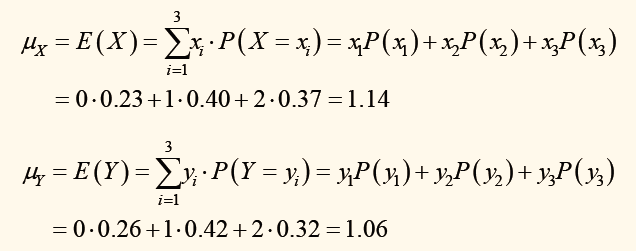 μ_X = E(X) = ∑_{i=1}^{3} x_i · P(X = x_i) = x_1P(x_1) + x_2P(x_2) + x_3P(x_3)
= 0·0.23 + 1·0.40 + 2·0.37 = 1.14
μ_Y = E(Y) = ∑_{i=1}^{3} y_i · P(Y = y_i) = y_1P(y_1) + y_2P(y_2) + y_3P(y_3)
= 0·0.26 + 1·0.42 + 2·0.32 = 1.06